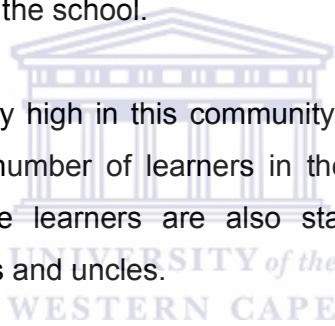 the school.
y high in this community
number of learners in the
e learners are also sta
s and uncles.
UNIVERSITY of the
WESTERN CAPE